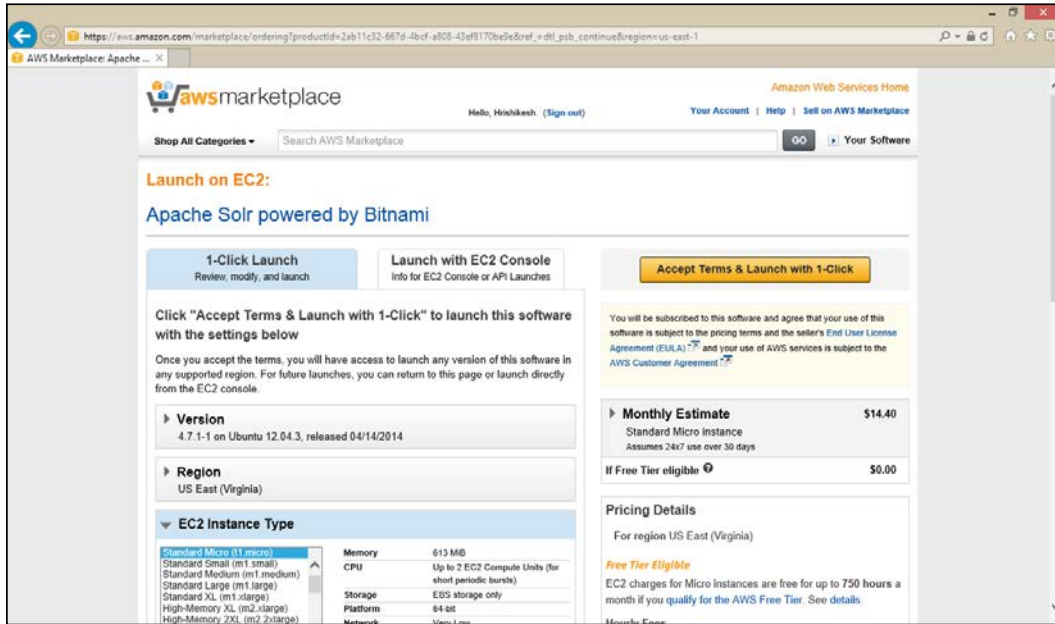 https://aws.amazon.com/marketplace/ordering?productId=2ab11c32-667d-4bcf-a808-43ef8170be9e&ref_=dtl_psb_continue&region=us-east-1
AWS Marketplace: Apache ...
awsmarketplace
Amazon Web Services Home
Hello, Hrishikesh. (Sign out)
Your Account | Help | Sell on AWS Marketplace
Shop All Categories
Search AWS Marketplace
GO
Your Software
Launch on EC2:
Apache Solr powered by Bitnami
1-Click Launch
Review, modify, and launch
Launch with EC2 Console
Info for EC2 Console or API Launches
Click "Accept Terms & Launch with 1-Click" to launch this software
with the settings below
Once you accept the terms, you will have access to launch any version of this software in
any supported region. For future launches, you can return to this page or launch directly
from the EC2 console.
Version
4.7.1-1 on Ubuntu 12.04.3, released 04/14/2014
Region
US East (Virginia)
EC2 Instance Type
Standard Micro (t1.micro)
Standard Small (m1.small)
Standard Medium (m1.medium)
Standard Large (m1.large)
Standard XL (m1.xlarge)
High-Memory XL (m2.xlarge)
High-Memory 2XL (m2.2xlarge)
Memory 613 MiB
CPU Up to 2 EC2 Compute Units (for
short periodic bursts)
Storage EBS storage only
Platform 64-bit
Network Very Low
Accept Terms & Launch with 1-Click
You will be subscribed to this software and agree that your use of this
software is subject to the pricing terms and the seller's End User License
Agreement (EULA) and your use of AWS services is subject to the
AWS Customer Agreement
Monthly Estimate $14.40
Standard Micro Instance
Assumes 24x7 use over 30 days
If Free Tier eligible $0.00
Pricing Details
For region US East (Virginia)
Free Tier Eligible
EC2 charges for Micro instances are free for up to 750 hours a
month if you qualify for the AWS Free Tier. See details.
Hourly Fees